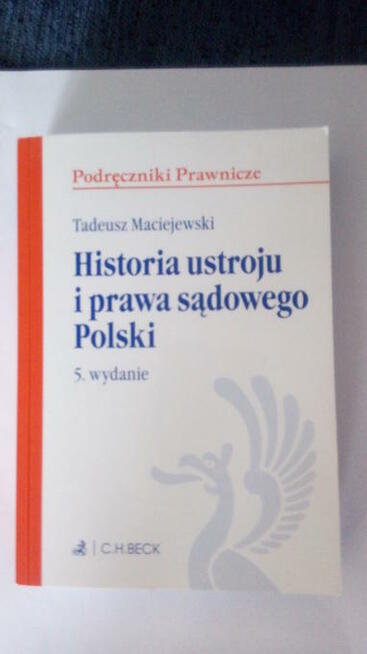 Podręczniki Prawnicze
Tadeusz Maciejewski
Historia ustroju
i prawa sądowego
Polski
5. wydanie
C.H.BECK